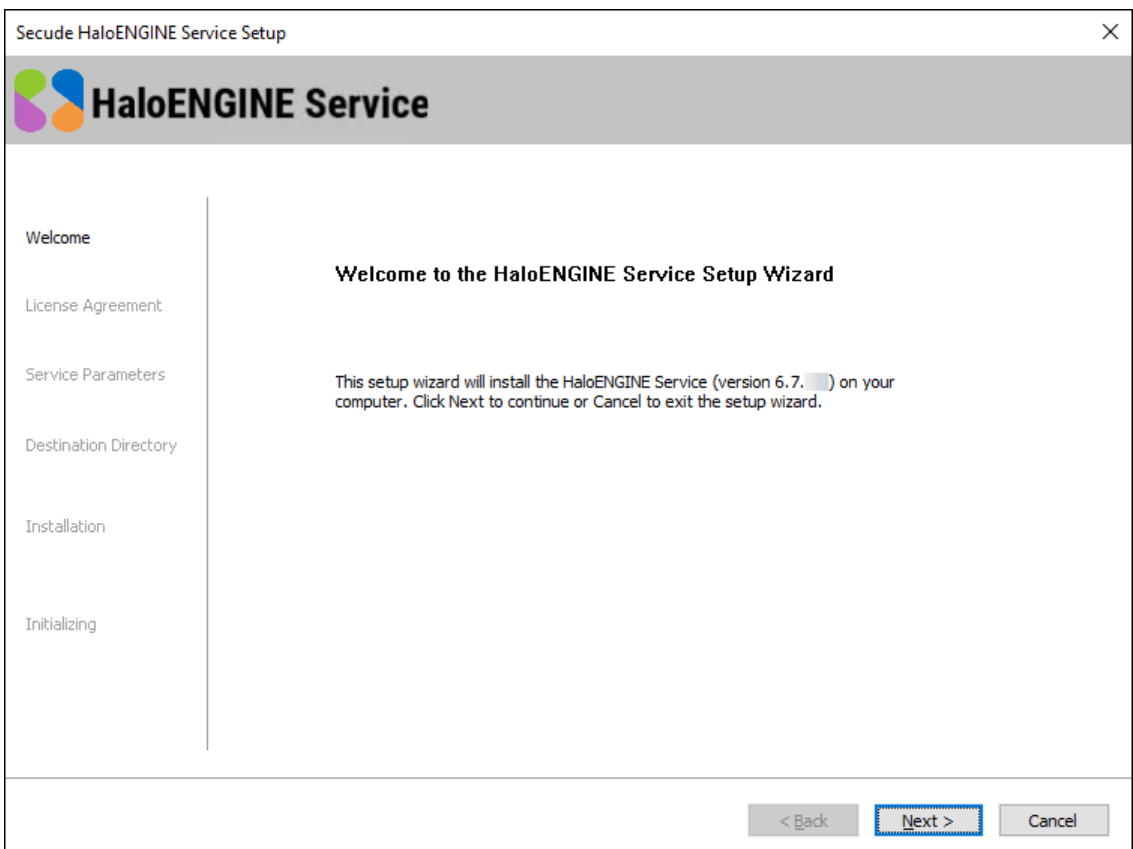 Secude HaloENGINE Service Setup
HaloENGINE Service
Welcome
License Agreement
Service Parameters
Destination Directory
Installation
Initializing
Welcome to the HaloENGINE Service Setup Wizard
This setup wizard will install the HaloENGINE Service (version 6.7. ) on your
computer. Click Next to continue or Cancel to exit the setup wizard.
< Back
Next >
Cancel